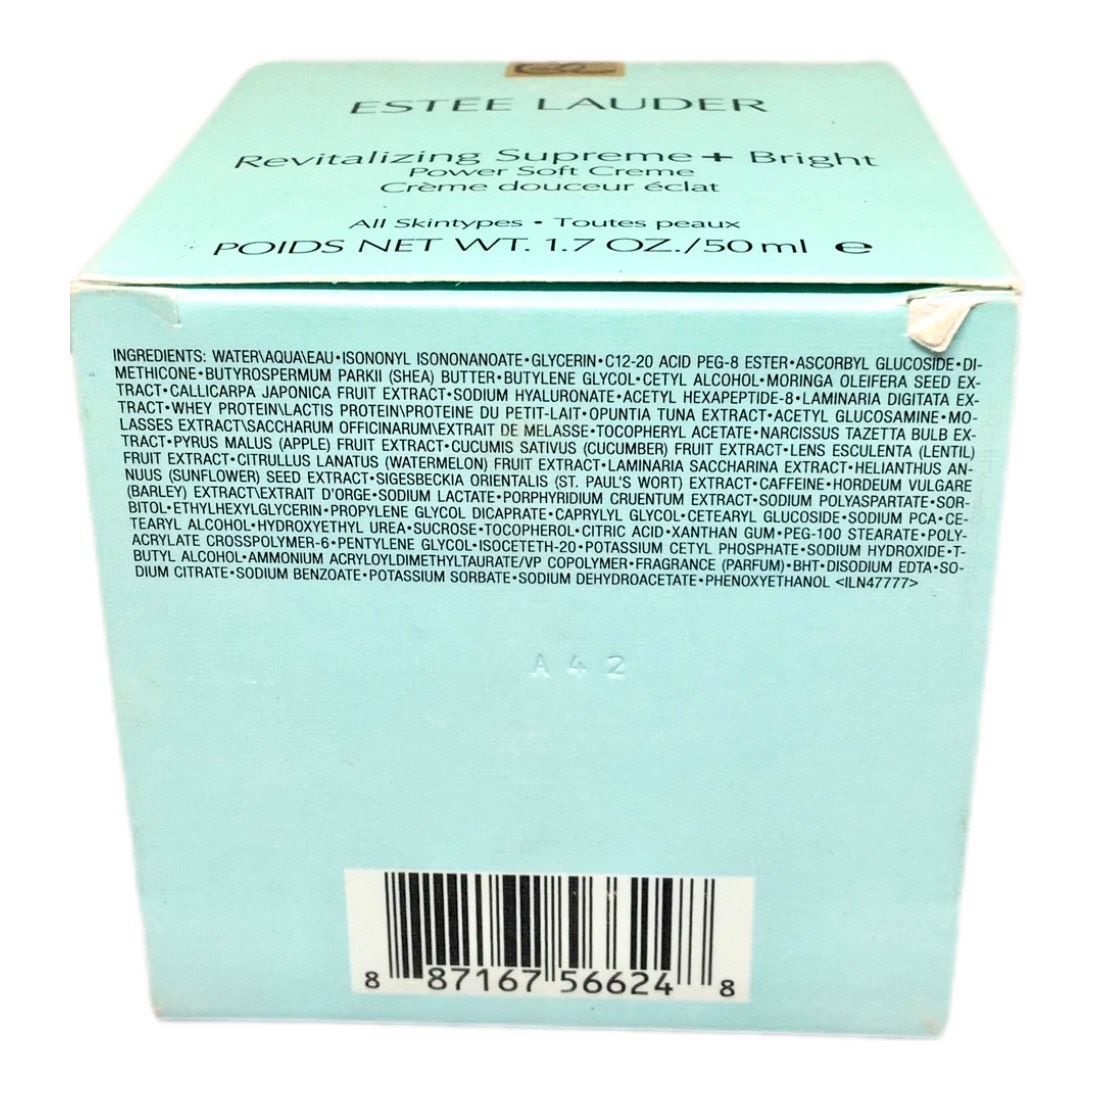 ESTĒE LAUDER
Revitalizing Supreme+ Bright
Power Soft Creme
Crème douceur éclat
All Skintypes • Toutes peaux
POIDS NET WT. 1.7 OZ./50 ml e
INGREDIENTS: WATER\AQUA\EAU•ISONONYL ISONONANOATE•GLYCERIN•C12-20 ACID PEG-8 ESTER•ASCORBYL GLUCOSIDE•DI-
METHICONE•BUTYROSPERMUM PARKII (SHEA) BUTTER•BUTYLENE GLYCOL•CETYL ALCOHOL•MORINGA OLEIFERA SEED EX-
TRACT•CALLICARPA JAPONICA FRUIT EXTRACT•SODIUM HYALURONATE•ACETYL HEXAPEPTIDE-8•LAMINARIA DIGITATA EX-
TRACT•WHEY PROTEIN\LACTIS PROTEIN\PROTEINE DU PETIT-LAIT•OPUNTIA TUNA EXTRACT•ACETYL GLUCOSAMINE•MO-
LASSES EXTRACT\SACCHARUM OFFICINARUM\EXTRAIT DE MELASSE•TOCOPHERYL ACETATE•NARCISSUS TAZETTA BULB EX-
TRACT•PYRUS MALUS (APPLE) FRUIT EXTRACT•CUCUMIS SATIVUS (CUCUMBER) FRUIT EXTRACT•LENS ESCULENTA (LENTIL)
FRUIT EXTRACT•CITRULLUS LANATUS (WATERMELON) FRUIT EXTRACT•LAMINARIA SACCHARINA EXTRACT•HELIANTHUS AN-
NUUS (SUNFLOWER) SEED EXTRACT•SIGESBECKIA ORIENTALIS (ST. PAUL'S WORT) EXTRACT•CAFFEINE•HORDEUM VULGARE
(BARLEY) EXTRACT\EXTRAIT D'ORGE•SODIUM LACTATE•PORPHYRIDIUM CRUENTUM EXTRACT•SODIUM POLYASPARTATE•SOR-
BITOL•ETHYLHEXYLGLYCERIN•PROPYLENE GLYCOL DICAPRATE•CAPRYLYL GLYCOL•CETEARYL GLUCOSIDE•SODIUM PCA•CE-
TEARYL ALCOHOL•HYDROXYETHYL UREA•SUCROSE•TOCOPHEROL•CITRIC ACID•XANTHAN GUM•PEG-100 STEARATE•POLY-
ACRYLATE CROSSPOLYMER-6•PENTYLENE GLYCOL•ISOCETETH-20•POTASSIUM CETYL PHOSPHATE•SODIUM HYDROXIDE•T-
BUTYL ALCOHOL•AMMONIUM ACRYLOYLDIMETHYLTAURATE/VP COPOLYMER•FRAGRANCE (PARFUM)•BHT•DISODIUM EDTA•SO-
DIUM CITRATE•SODIUM BENZOATE•POTASSIUM SORBATE•SODIUM DEHYDROACETATE•PHENOXYETHANOL <ILN47777>
A42
8 87167 56624 8